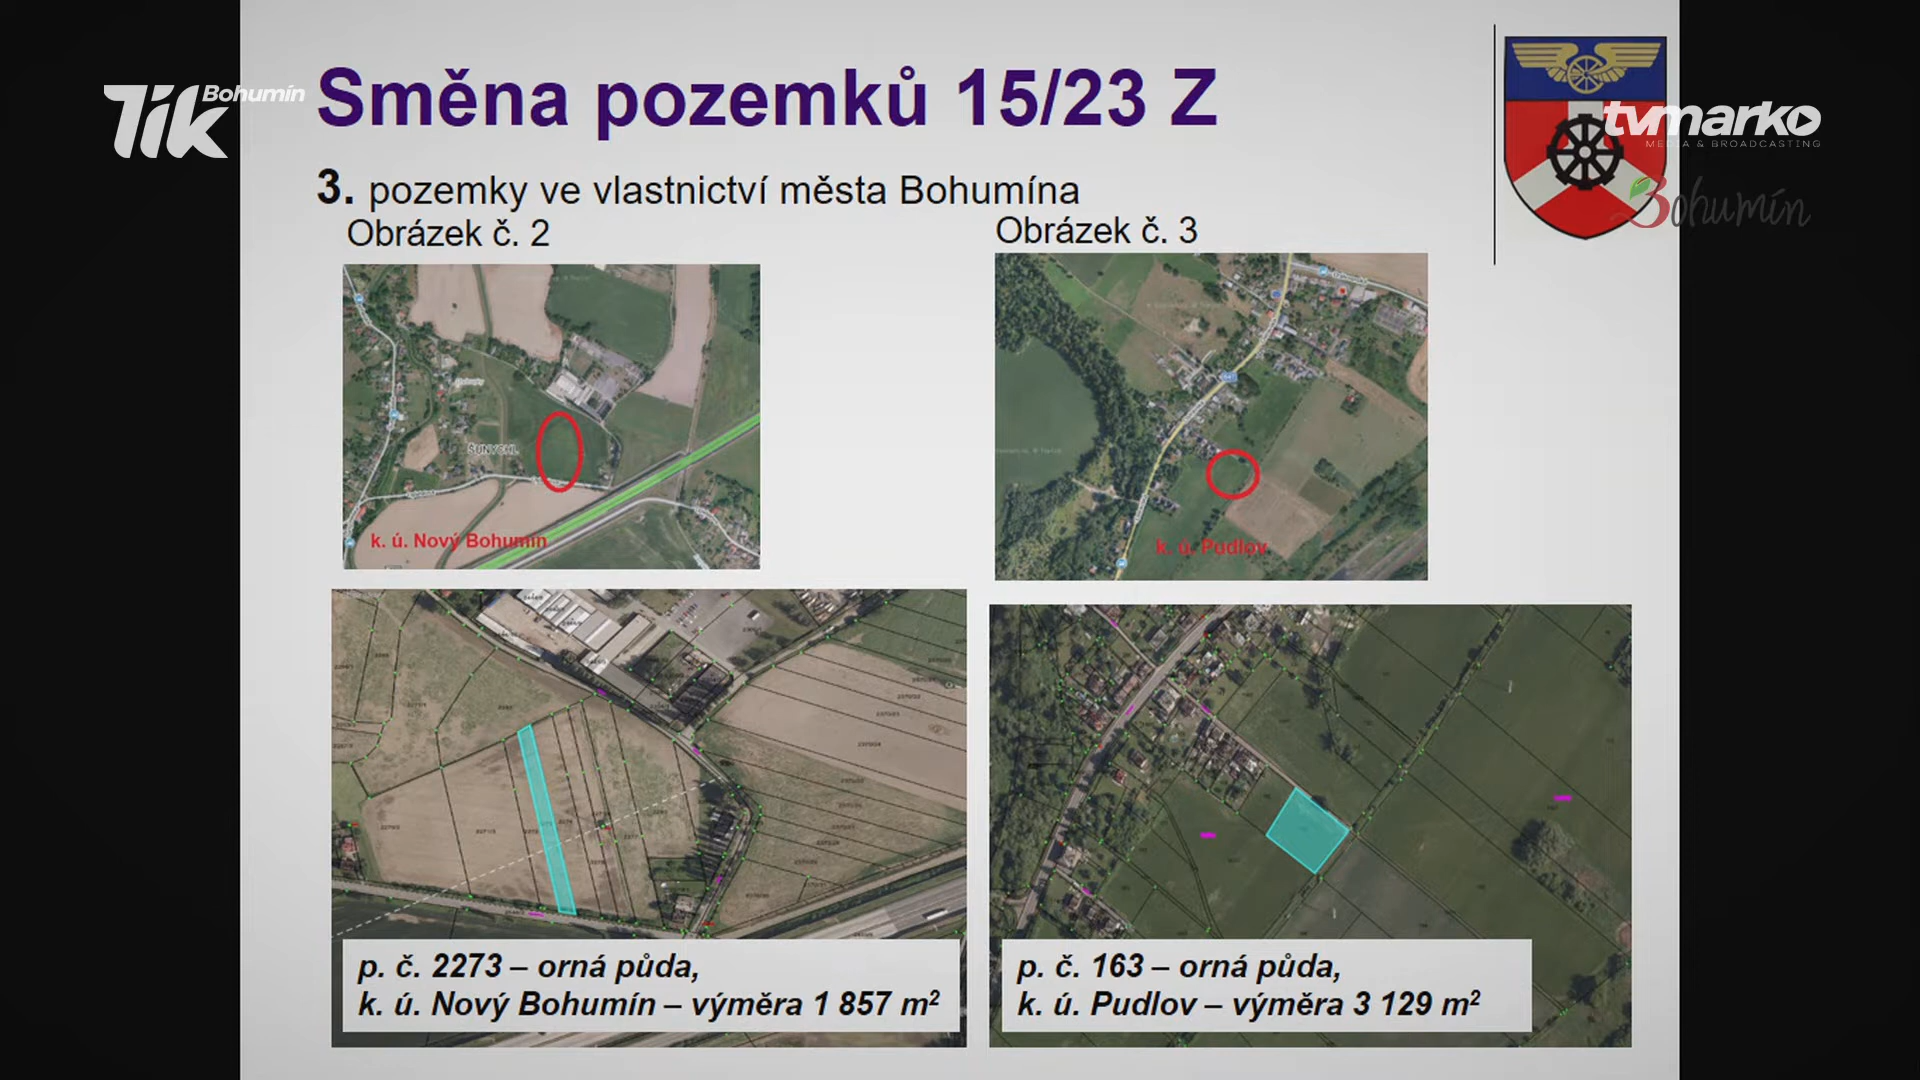 Tik Bohumín
Směna pozemků 15/23 Z
tvmarko
MEDIA & BROADCASTING
Bohumín
3. pozemky ve vlastnictví města Bohumína
Obrázek č. 2
Obrázek č. 3
ŠUNYCHL
k. ú. Nový Bohumín
k. ú. Pudlov
p. č. 2273 – orná půda,
k. ú. Nový Bohumín – výměra 1 857 m²
p. č. 163 – orná půda,
k. ú. Pudlov – výměra 3 129 m²